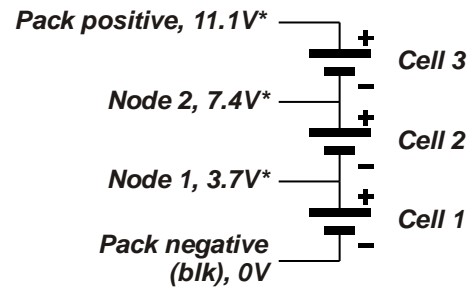 Pack positive, 11.1V*
+
Cell 3
–
Node 2, 7.4V*
+
Cell 2
–
Node 1, 3.7V*
+
Cell 1
–
Pack negative
(blk), 0V